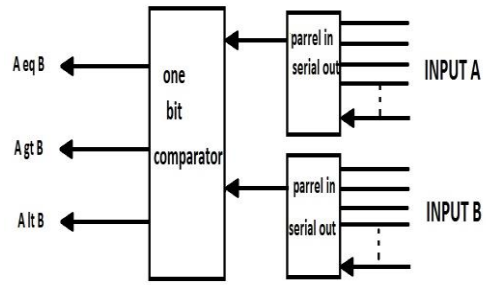 A eq B
A gt B
A lt B
one
bit
comparator
parrel in
serial out
INPUT A
parrel in
serial out
INPUT B